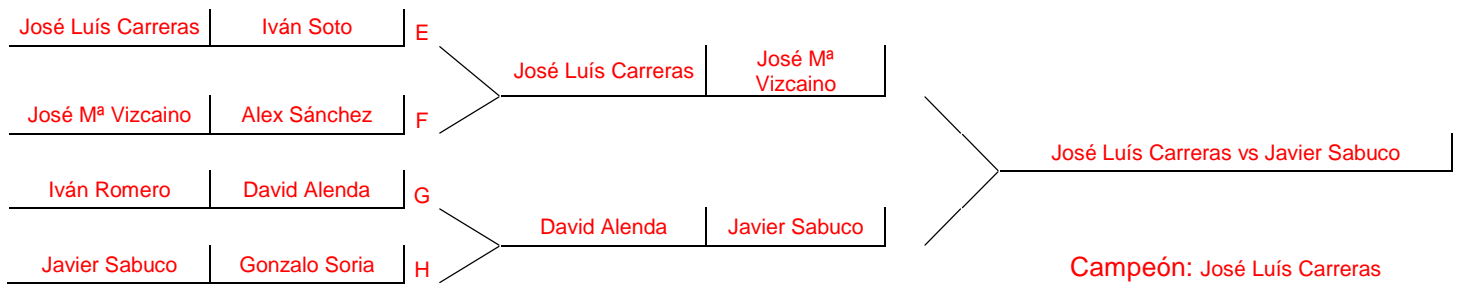 José Luís Carreras Iván Soto E
José Luís Carreras José Mª
Vizcaino
José Mª Vizcaino Alex Sánchez F
José Luís Carreras vs Javier Sabuco
Iván Romero David Alenda G
David Alenda Javier Sabuco
Javier Sabuco Gonzalo Soria H
Campeón: José Luís Carreras